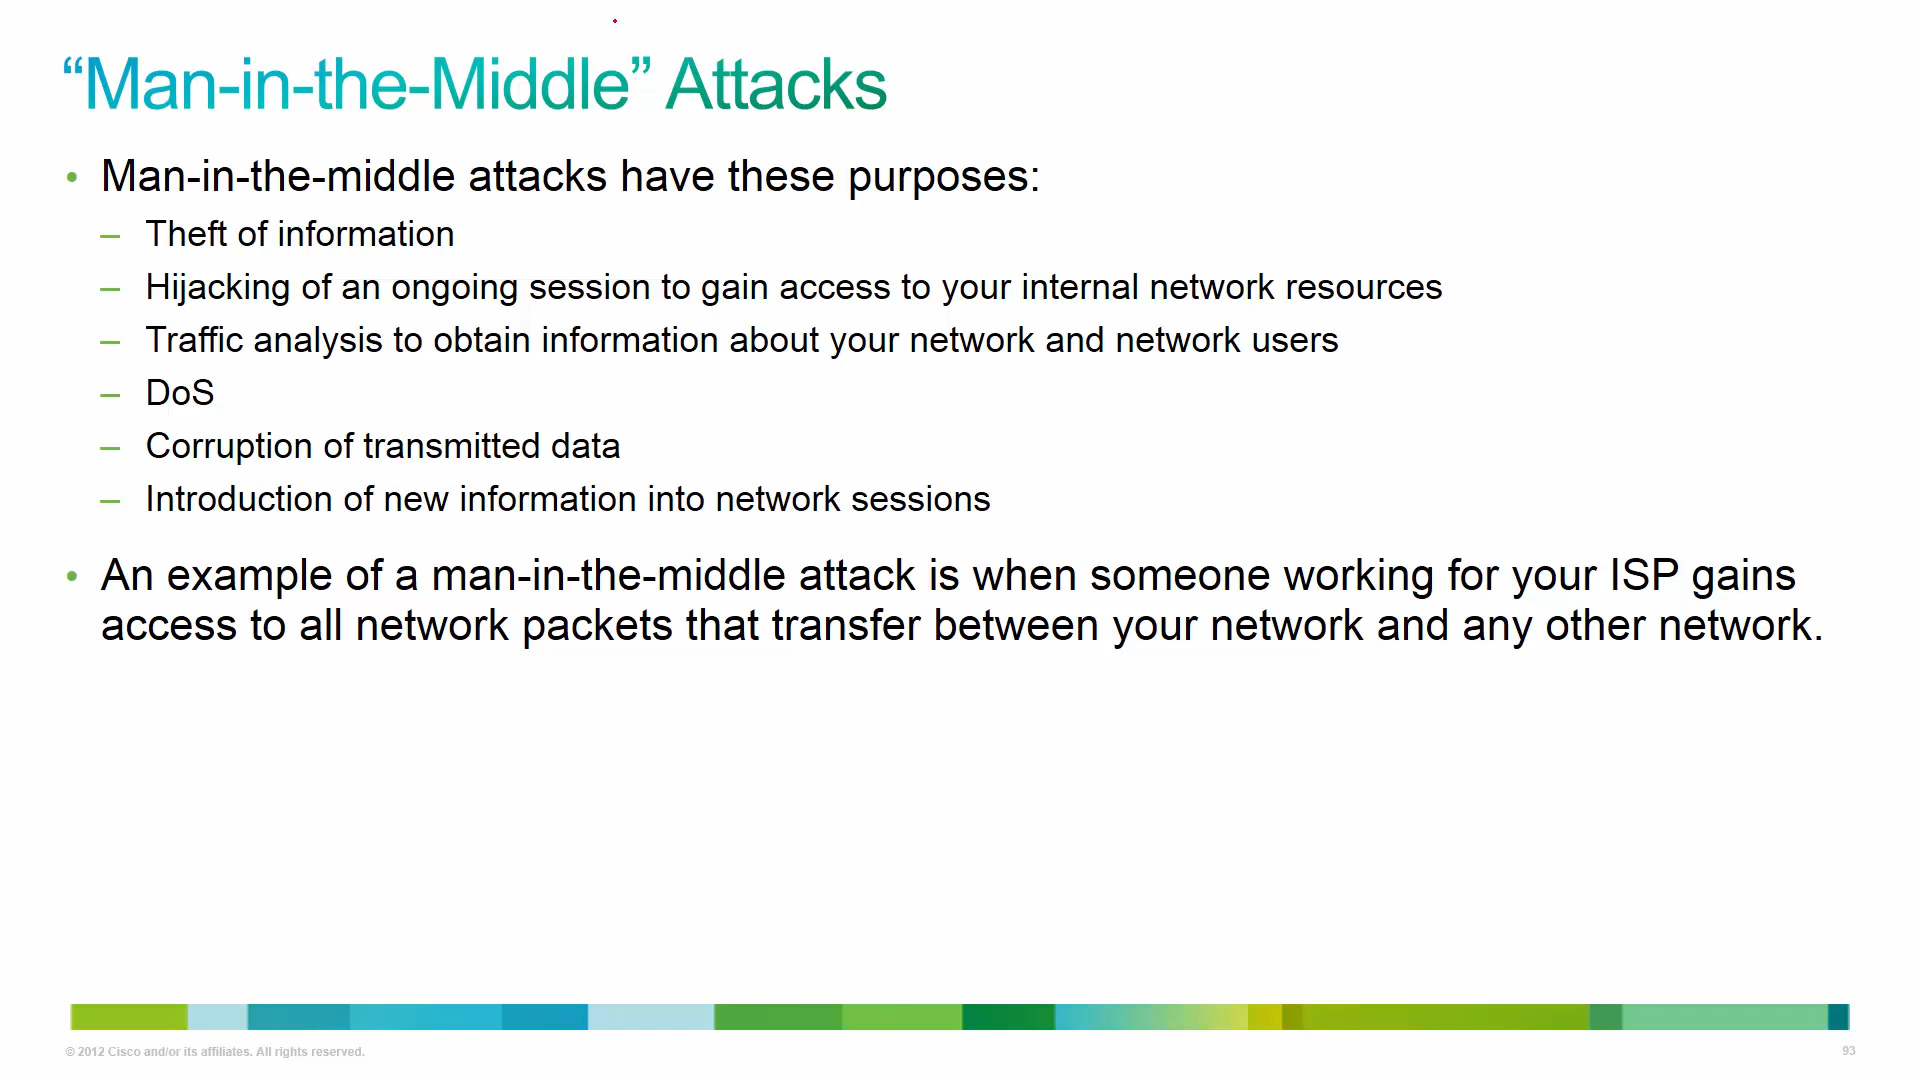 “Man-in-the-Middle” Attacks
• Man-in-the-middle attacks have these purposes:
– Theft of information
– Hijacking of an ongoing session to gain access to your internal network resources
– Traffic analysis to obtain information about your network and network users
– DoS
– Corruption of transmitted data
– Introduction of new information into network sessions
• An example of a man-in-the-middle attack is when someone working for your ISP gains
access to all network packets that transfer between your network and any other network.
© 2012 Cisco and/or its affiliates. All rights reserved.
93